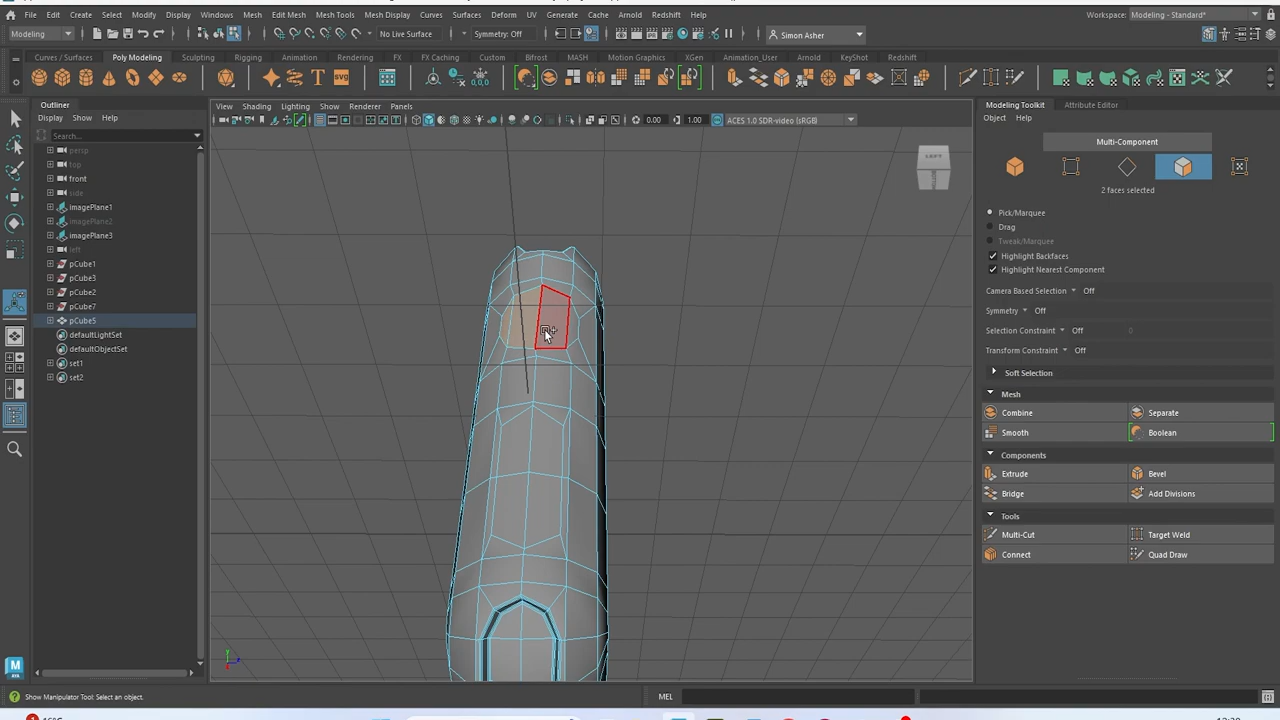 File Edit Create Select Modify Display Windows Mesh Edit Mesh Mesh Tools Mesh Display Curves Surfaces Deform UV Generate Cache Arnold Redshift Help Workspace: Modeling - Standard*
Modeling No Live Surface Symmetry: Off Simon Asher
Curves / Surfaces Poly Modeling Sculpting Rigging Animation Rendering FX FX Caching Custom Bifrost MASH Motion Graphics XGen Animation_User Arnold KeyShot Redshift
SVG
Outliner
Display Show Help
Search...
persp
top
front
side
imagePlane1
imagePlane2
imagePlane3
left
pCube1
pCube3
pCube2
pCube7
pCube5
defaultLightSet
defaultObjectSet
set1
set2
View Shading Lighting Show Renderer Panels
0.00 1.00 ACES 1.0 SDR-video (sRGB)
LEFT
Modeling Toolkit Attribute Editor
Object Help
Multi-Component
2 faces selected
Pick/Marquee
Drag
Tweak/Marquee
Highlight Backfaces
Highlight Nearest Component
Camera Based Selection Off
Symmetry Off
Selection Constraint Off 0
Transform Constraint Off
Soft Selection
Mesh
Combine Separate
Smooth Boolean
Components
Extrude Bevel
Bridge Add Divisions
Tools
Multi-Cut Target Weld
Connect Quad Draw
Show Manipulator Tool: Select an object. MEL